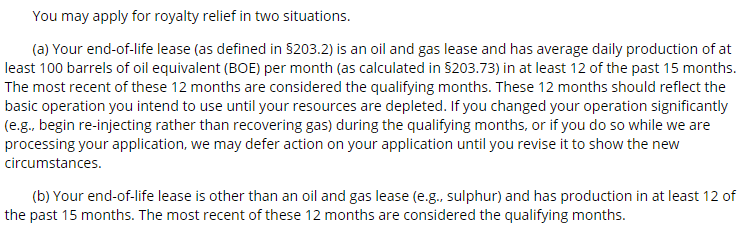 You may apply for royalty relief in two situations.
(a) Your end-of-life lease (as defined in §203.2) is an oil and gas lease and has average daily production of at
least 100 barrels of oil equivalent (BOE) per month (as calculated in §203.73) in at least 12 of the past 15 months.
The most recent of these 12 months are considered the qualifying months. These 12 months should reflect the
basic operation you intend to use until your resources are depleted. If you changed your operation significantly
(e.g., begin re-injecting rather than recovering gas) during the qualifying months, or if you do so while we are
processing your application, we may defer action on your application until you revise it to show the new
circumstances.
(b) Your end-of-life lease is other than an oil and gas lease (e.g., sulphur) and has production in at least 12 of
the past 15 months. The most recent of these 12 months are considered the qualifying months.